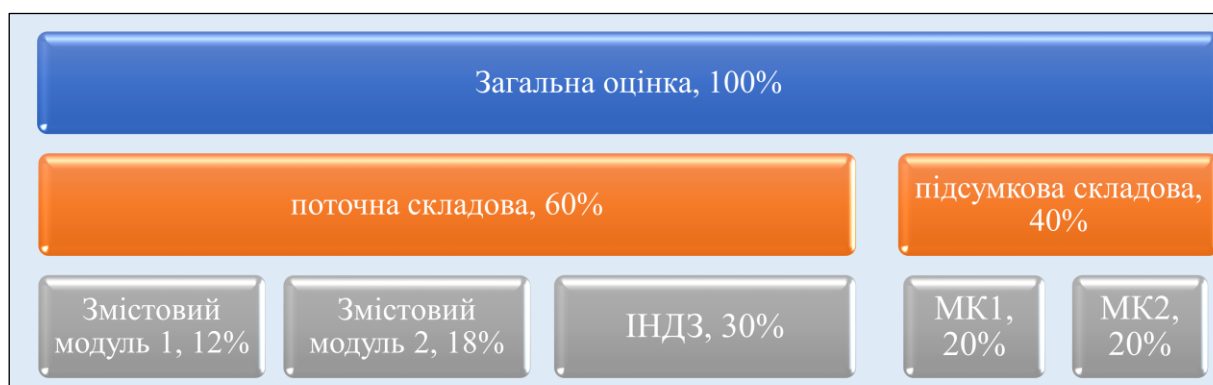 Загальна оцінка, 100%
поточна складова, 60%
підсумкова складова,
40%
Змістовий
модуль 1, 12%
Змістовий
модуль 2, 18%
ІНДЗ, 30%
МК1,
20%
МК2,
20%